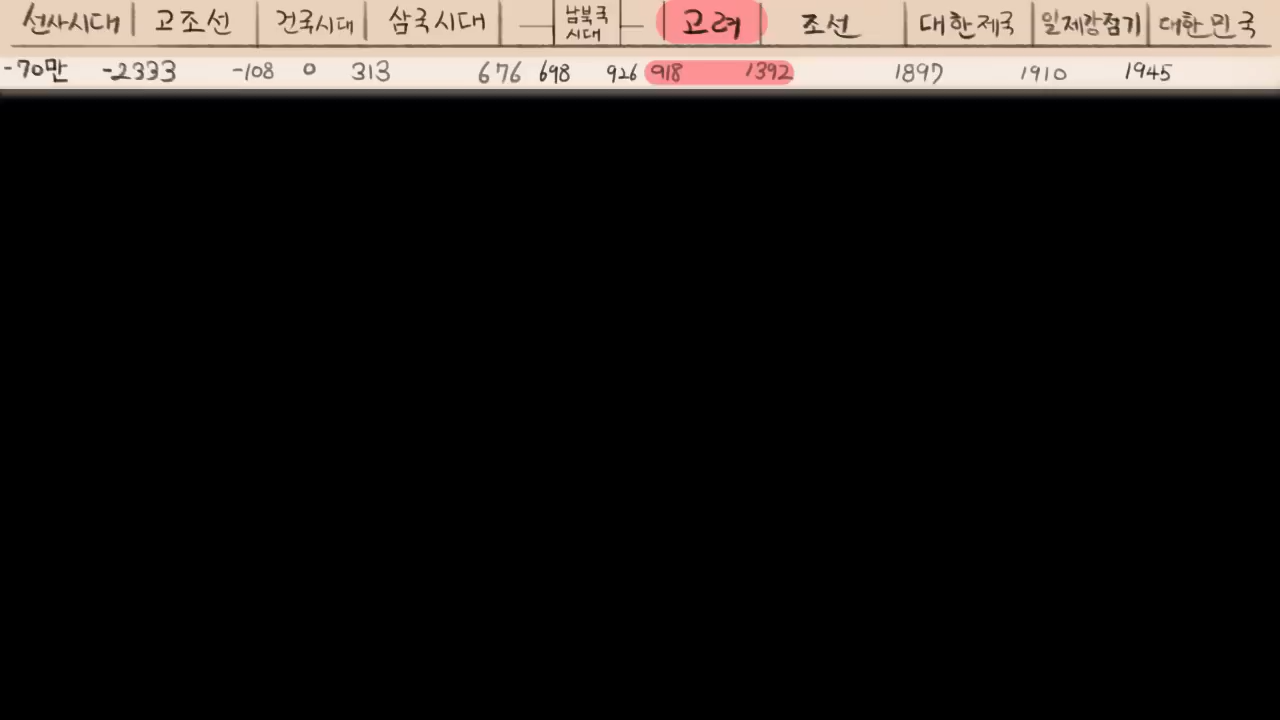 선사시대 고조선 건국시대 삼국시대 남북국 시대 고려 조선 대한제국 일제강점기 대한민국
-70만 -2333 -108 0 313 676 698 926 918 1392 1897 1910 1945